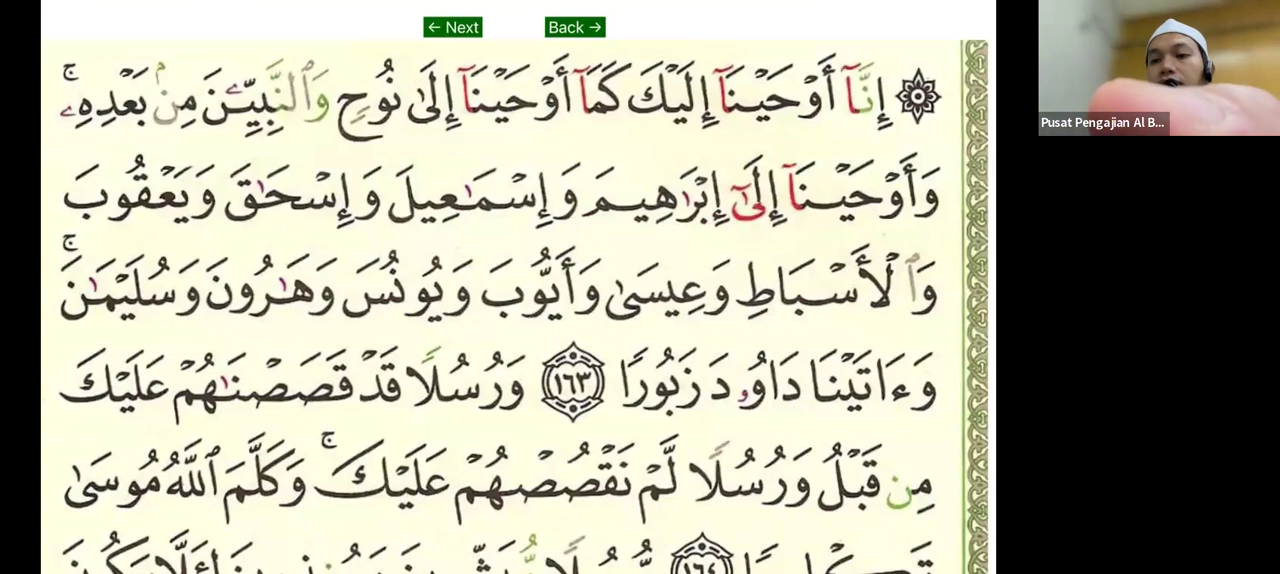 ← Next Back →
۞ إِنَّآ أَوْحَيْنَآ إِلَيْكَ كَمَآ أَوْحَيْنَآ إِلَىٰ نُوحٍ وَٱلنَّبِيِّـۧنَ مِنۢ بَعْدِهِۦ ۚ
وَأَوْحَيْنَآ إِلَىٰٓ إِبْرَٰهِيمَ وَإِسْمَـٰعِيلَ وَإِسْحَـٰقَ وَيَعْقُوبَ
وَٱلْأَسْبَاطِ وَعِيسَىٰ وَأَيُّوبَ وَيُونُسَ وَهَـٰرُونَ وَسُلَيْمَـٰنَ ۚ
وَءَاتَيْنَا دَاوُۥدَ زَبُورًا ١٦٣ وَرُسُلًا قَدْ قَصَصْنَـٰهُمْ عَلَيْكَ
مِن قَبْلُ وَرُسُلًا لَّمْ نَقْصُصْهُمْ عَلَيْكَ ۚ وَكَلَّمَ ٱللَّهُ مُوسَىٰ
١٦٤
Pusat Pengajian Al B...